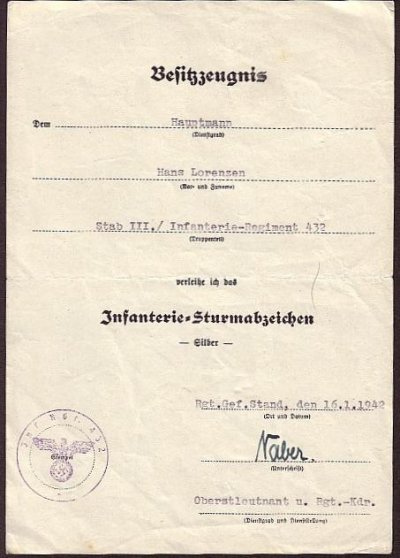 Besitzzeugnis
Dem Hauptmann
(Dienstgrad)
Hans Lorenzen
(Vor- und Zuname)
Stab III./ Infanterie-Regiment 432
(Truppenteil)
verleihe ich das
Infanterie-Sturmabzeichen
— Silber —
Rgt.Gef.Stand, den 16.1.1942
(Ort und Datum)
Naber.
(Unterschrift)
Oberstleutnant u. Rgt.-Kdr.
(Dienstgrad und Dienststellung)